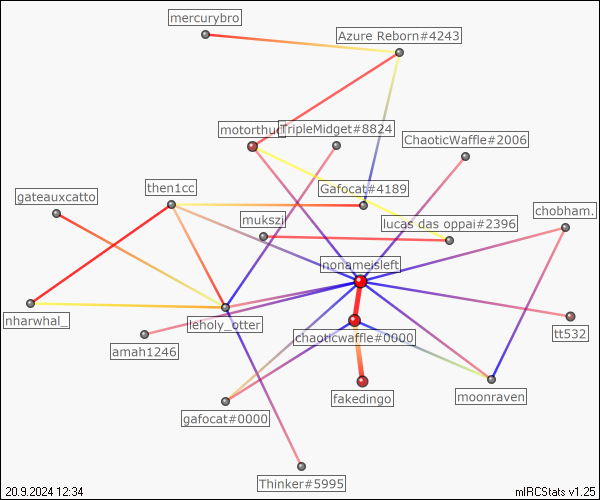 mercurybro
Azure Reborn#4243
TripleMidget#8824
ChaoticWaffle#2006
then1cc
Gafocat#4189
gateauxcatto
mukszi
lucas das oppai#2396
chobham.
nonameisleft
nharwhal_
leholy_otter
chaoticwaffle#0000
tt532
amah1246
fakedingo
moonraven
gafocat#0000
Thinker#5995
20.9.2024 12:34
mIRCStats v1.25